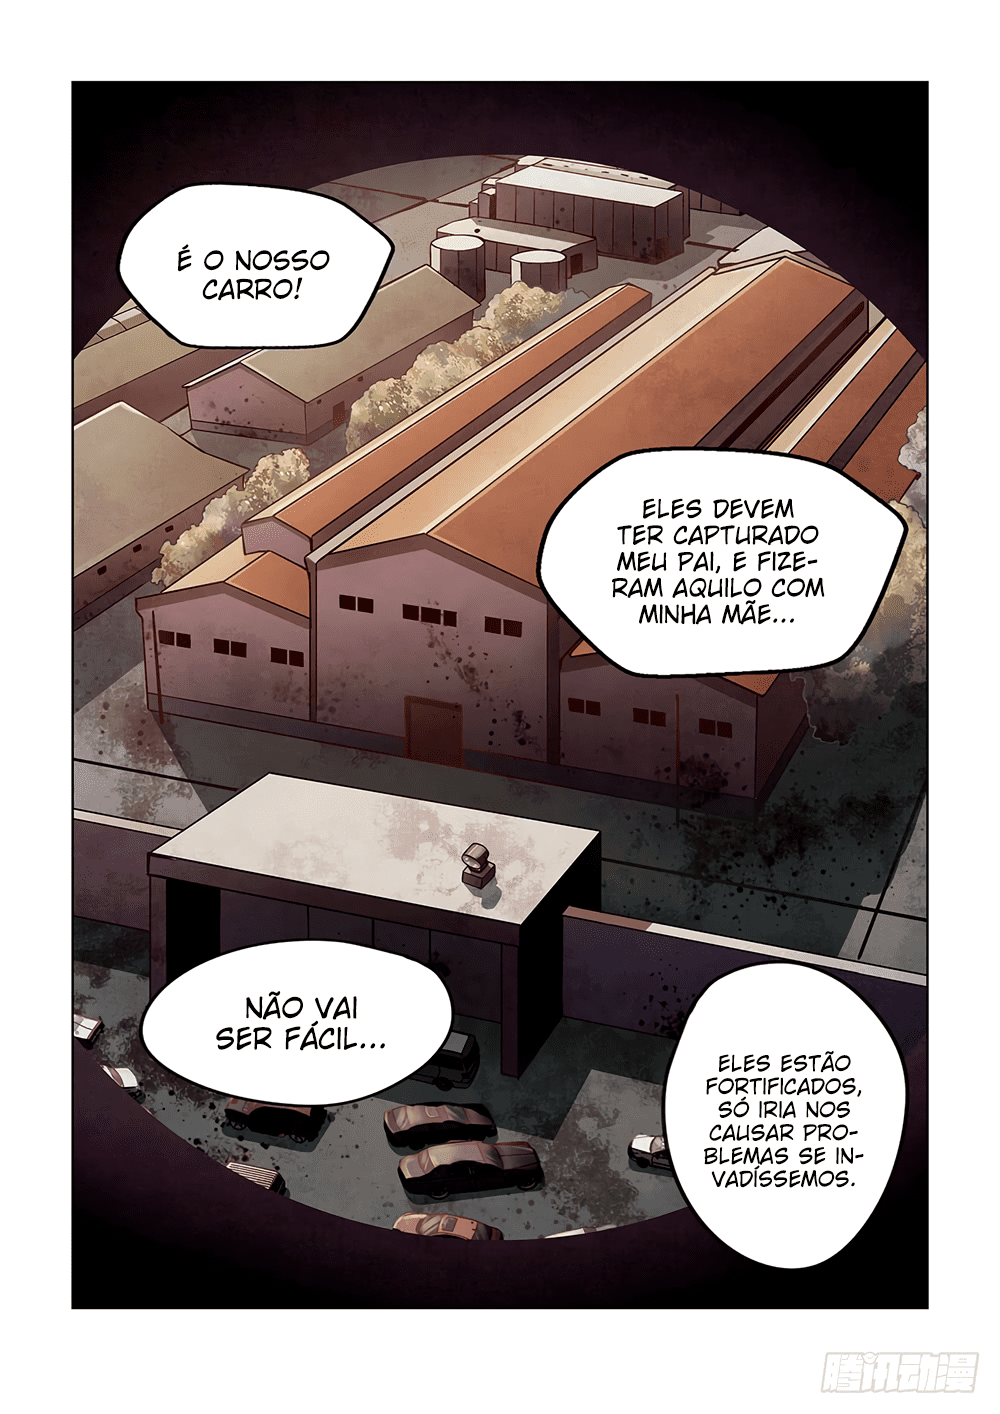 É O NOSSO
CARRO!
ELES DEVEM
TER CAPTURADO
MEU PAI, E FIZE-
RAM AQUILO COM
MINHA MÃE...
NÃO VAI
SER FÁCIL...
ELES ESTÃO
FORTIFICADOS,
SÓ IRIA NOS
CAUSAR PRO-
BLEMAS SE IN-
VADÍSSEMOS.
腾讯动漫